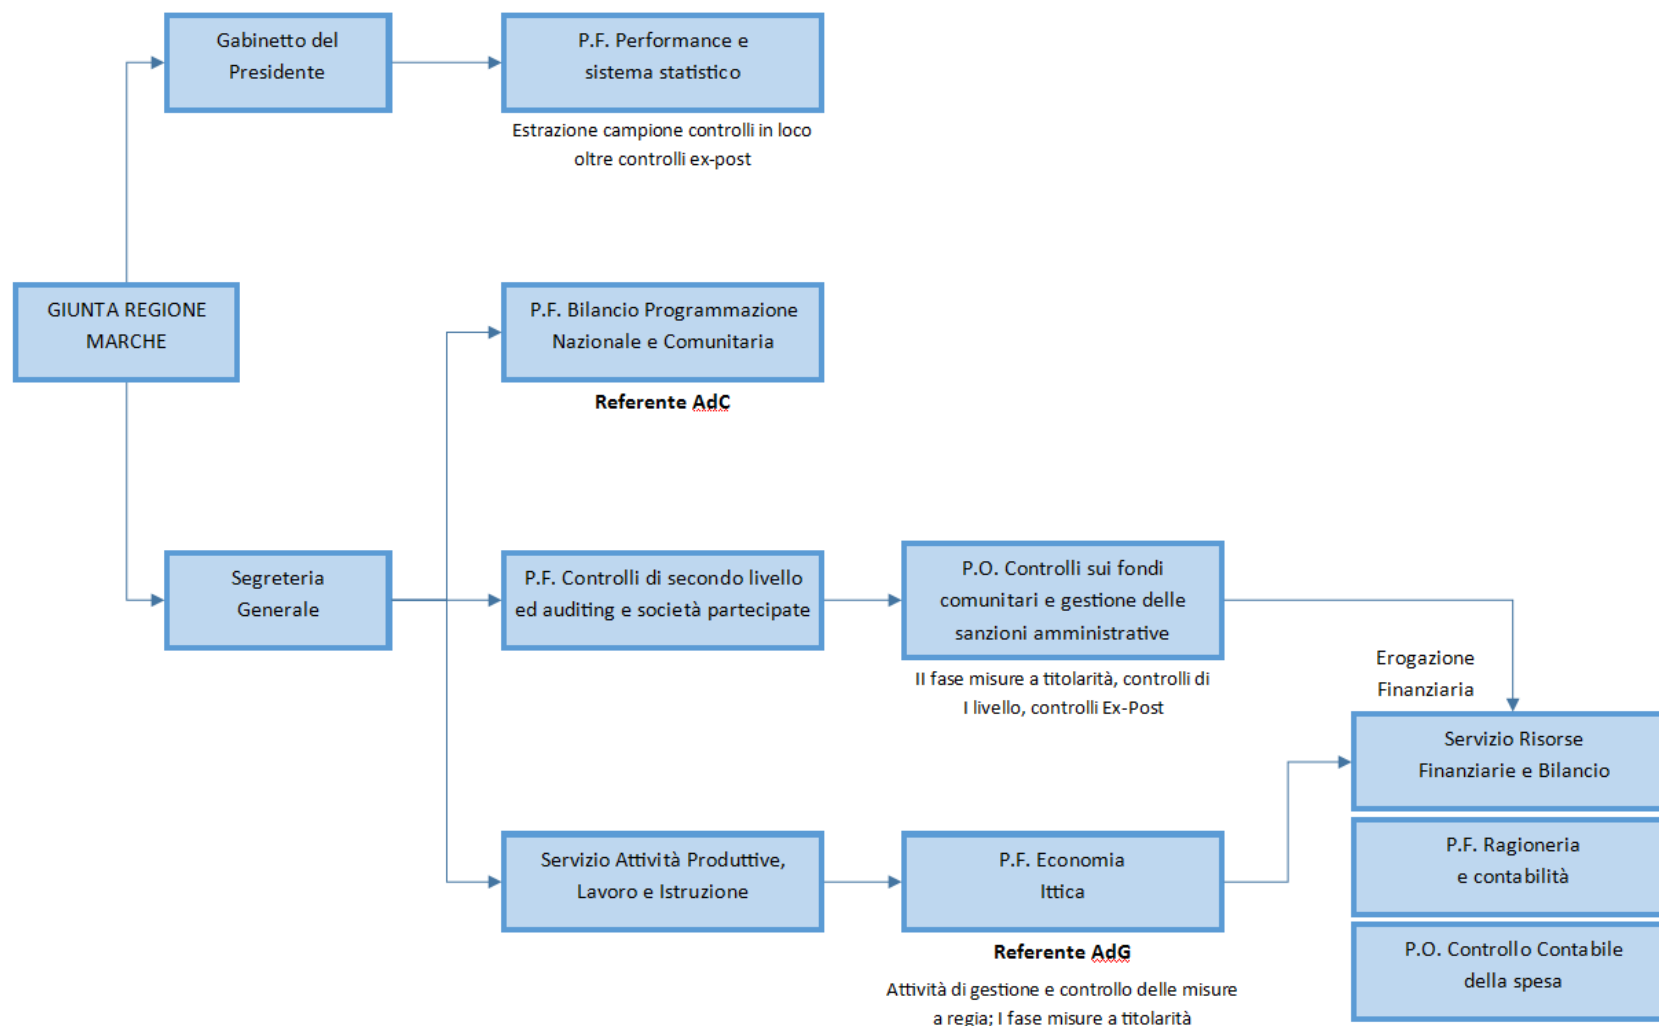 Gabinetto del
Presidente
P.F. Performance e
sistema statistico
Estrazione campione controlli in loco
oltre controlli ex-post
GIUNTA REGIONE
MARCHE
P.F. Bilancio Programmazione
Nazionale e Comunitaria
Referente AdC
Segreteria
Generale
P.F. Controlli di secondo livello
ed auditing e società partecipate
P.O. Controlli sui fondi
comunitari e gestione delle
sanzioni amministrative
II fase misure a titolarità, controlli di
I livello, controlli Ex-Post
Erogazione
Finanziaria
Servizio Risorse
Finanziarie e Bilancio
P.F. Ragioneria
e contabilità
P.O. Controllo Contabile
della spesa
Servizio Attività Produttive,
Lavoro e Istruzione
P.F. Economia
Ittica
Referente AdG
Attività di gestione e controllo delle misure
a regia; I fase misure a titolarità